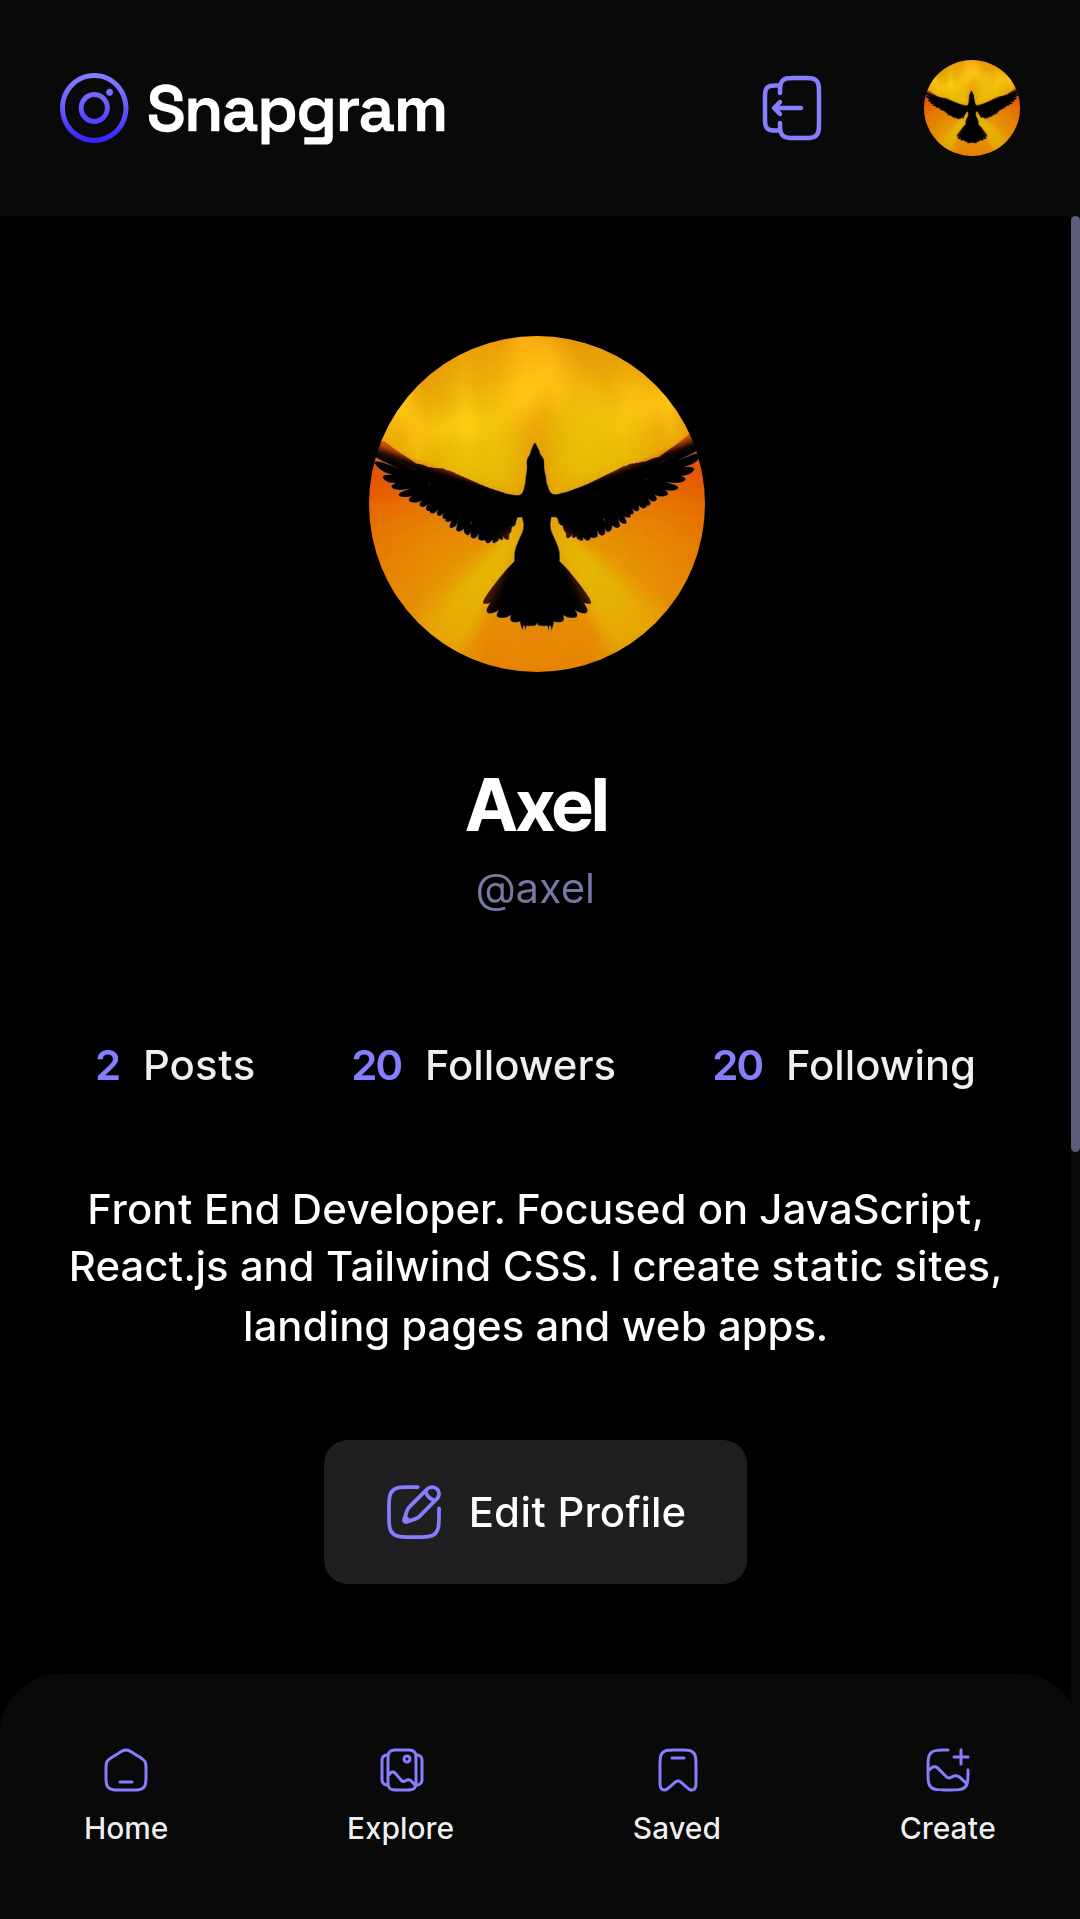 Snapgram
Axel
@axel
2 Posts 20 Followers 20 Following
Front End Developer. Focused on JavaScript,
React.js and Tailwind CSS. I create static sites,
landing pages and web apps.
Edit Profile
Home Explore Saved Create